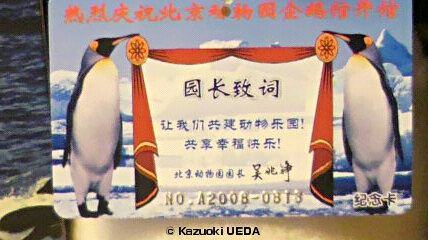 热烈庆祝北京动物园企鹅馆开馆
园长致词
让我们共建动物乐园!
共享幸福快乐!
北京动物园园长 吴兆铮
NO.A2008-0813
纪念卡
© Kazuoki UEDA